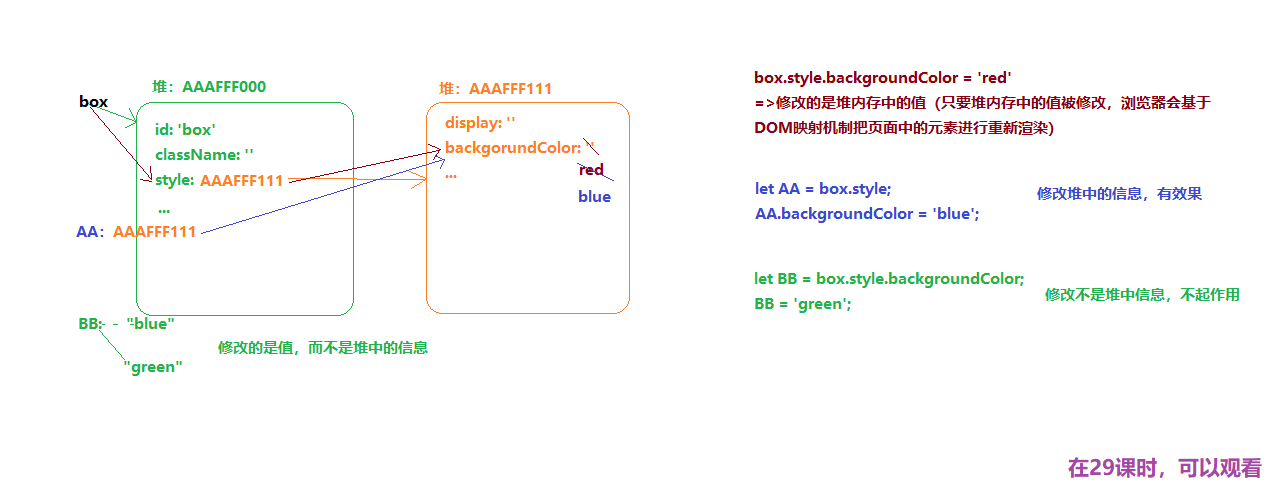 堆：AAAFFF000
box
id: 'box'
className: ''
style: AAAFFF111
...
AA：AAAFFF111
BB: "blue"
"green"
修改的是值，而不是堆中的信息
堆：AAAFFF111
display: ''
backgorundColor: ''
red
...
blue
box.style.backgroundColor = 'red'
=>修改的是堆内存中的值（只要堆内存中的值被修改，浏览器会基于
DOM映射机制把页面中的元素进行重新渲染）
let AA = box.style;
AA.backgroundColor = 'blue';
修改堆中的信息，有效果
let BB = box.style.backgroundColor;
BB = 'green';
修改不是堆中信息，不起作用
在29课时，可以观看